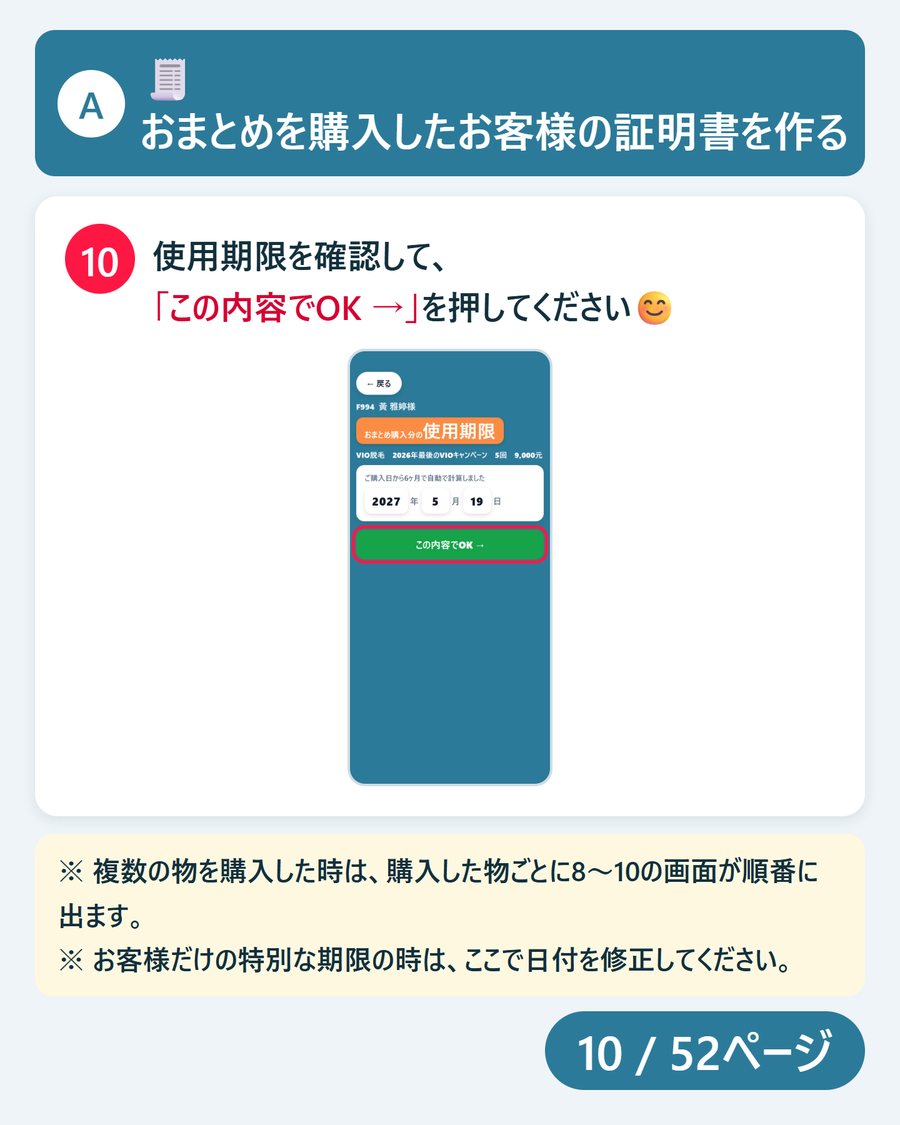 A
おまとめを購入したお客様の証明書を作る
10
使用期限を確認して、
「この内容でOK →」を押してください
← 戻る
F994 黃 雅婷様
おまとめ購入分の使用期限
VIO脱毛 2026年最後のVIOキャンペーン 5回 9,000元
ご購入日から6ヶ月で自動で計算しました
2027 年 5 月 19 日
この内容でOK →
※ 複数の物を購入した時は、購入した物ごとに8〜10の画面が順番に
出ます。
※ お客様だけの特別な期限の時は、ここで日付を修正してください。
10 / 52ページ